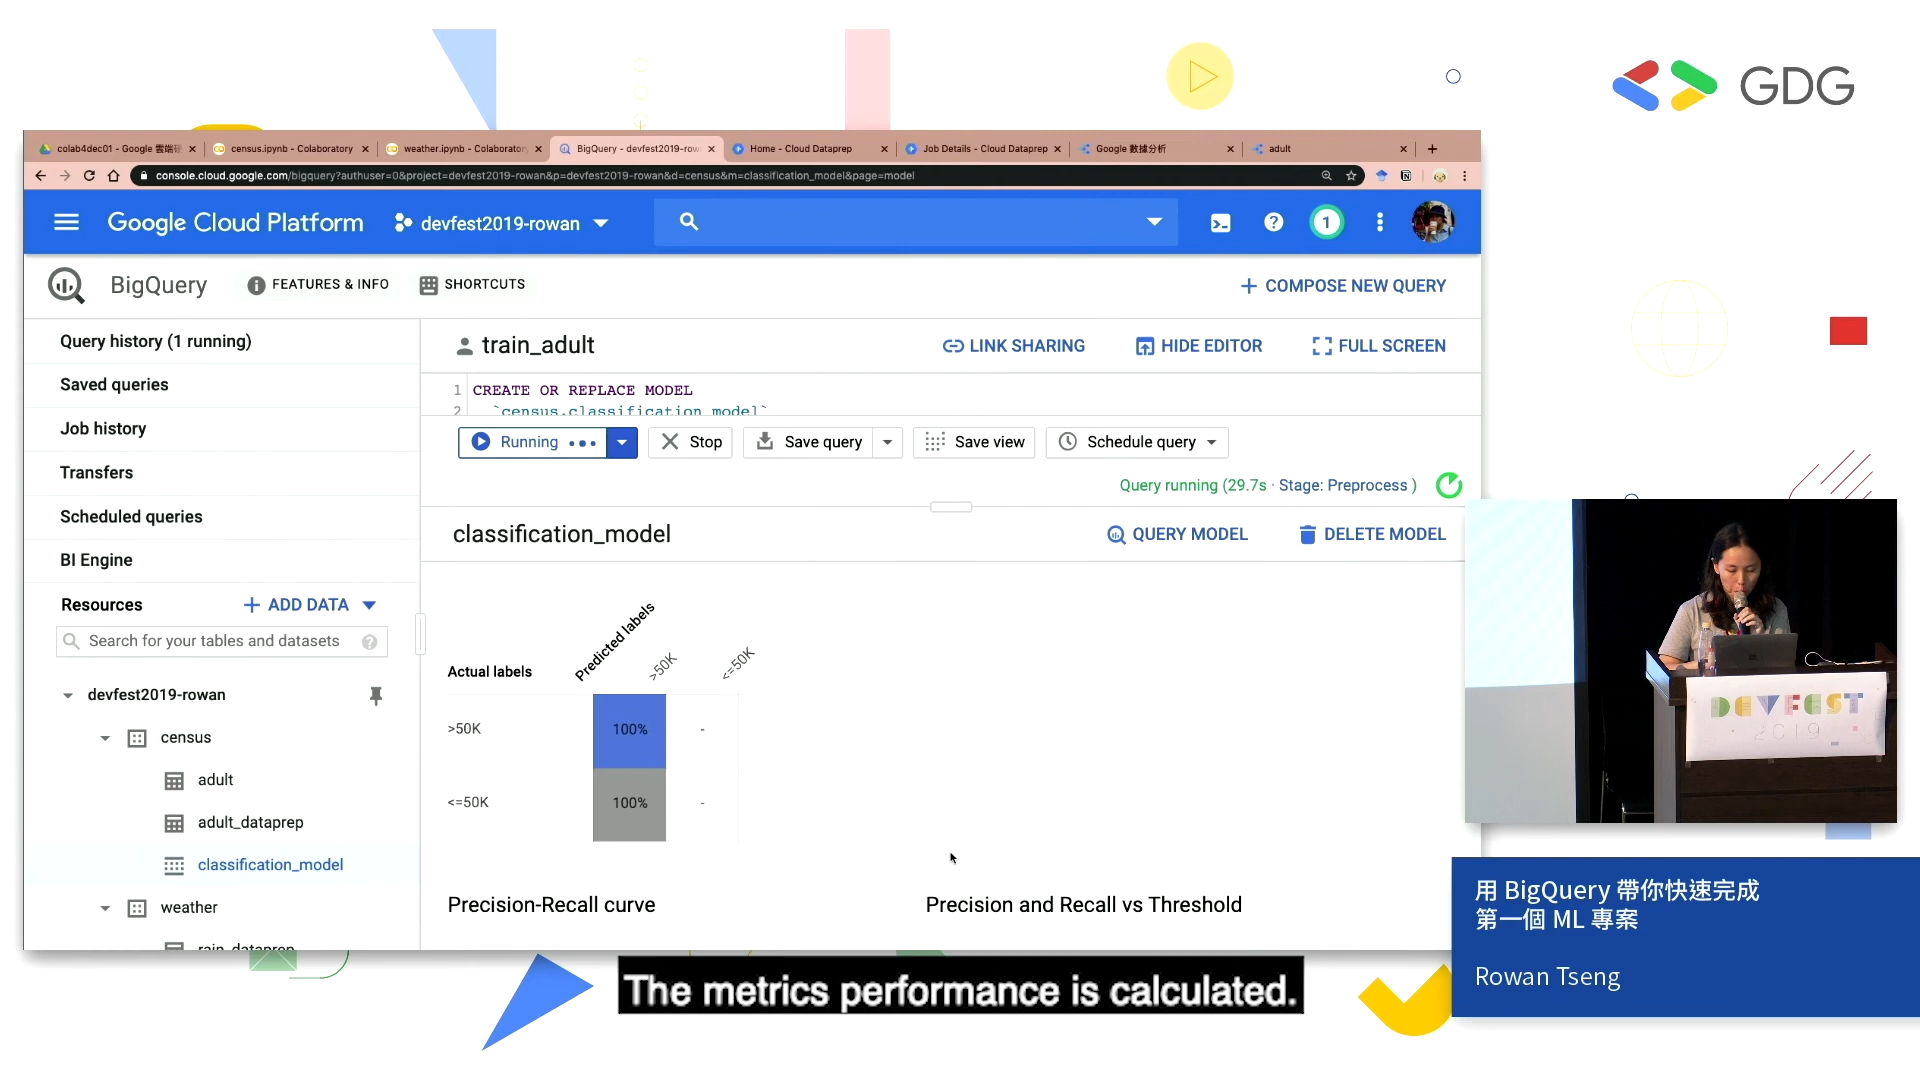 GDG
colab4dec01 - Google 雲端硬
census.ipynb - Colaboratory
weather.ipynb - Colaboratory
BigQuery - devfest2019-rowan
Home - Cloud Dataprep
Job Details - Cloud Dataprep
Google 數據分析
adult
console.cloud.google.com/bigquery?authuser=0&project=devfest2019-rowan&p=devfest2019-rowan&d=census&m=classification_model&page=model
Google Cloud Platform
devfest2019-rowan
1
BigQuery
FEATURES & INFO
SHORTCUTS
+ COMPOSE NEW QUERY
Query history (1 running)
Saved queries
Job history
Transfers
Scheduled queries
BI Engine
Resources
+ ADD DATA
Search for your tables and datasets
devfest2019-rowan
census
adult
adult_dataprep
classification_model
weather
rain_dataprep
train_adult
LINK SHARING
HIDE EDITOR
FULL SCREEN
1 CREATE OR REPLACE MODEL
2 `census.classification_model`
Running
Stop
Save query
Save view
Schedule query
Query running (29.7s · Stage: Preprocess )
classification_model
QUERY MODEL
DELETE MODEL
Predicted labels
Actual labels
>50K
<=50K
>50K
100%
-
<=50K
100%
-
Precision-Recall curve
Precision and Recall vs Threshold
DEVFEST
2019
用 BigQuery 帶你快速完成
第一個 ML 專案
Rowan Tseng
The metrics performance is calculated.